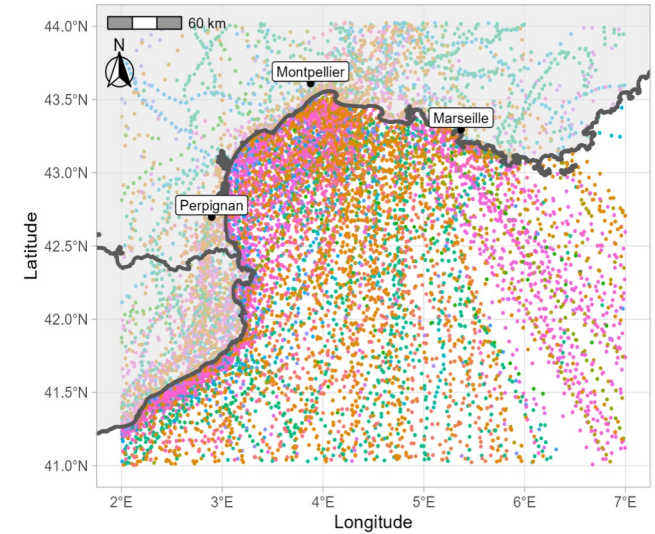 60 km
N
44.0°N
Montpellier
43.5°N
Marseille
43.0°N
Perpignan
42.5°N
42.0°N
41.5°N
41.0°N
2°E 3°E 4°E 5°E 6°E 7°E
Latitude
Longitude